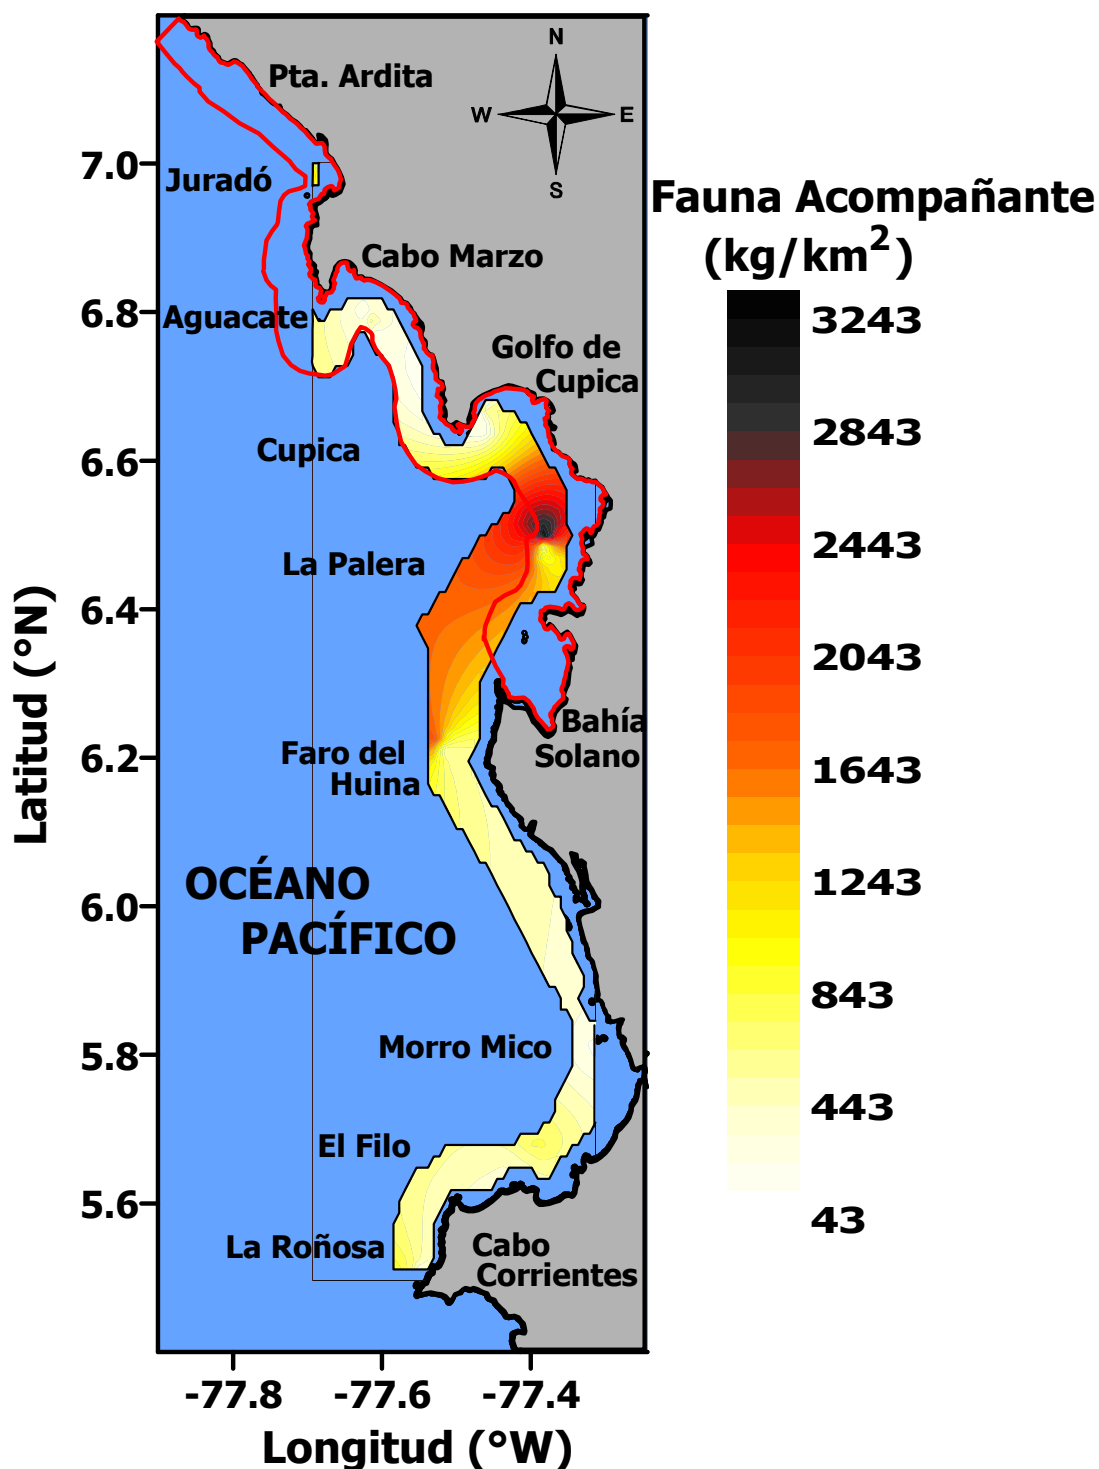 N
Pta. Ardita
W
E
7.0
Juradó
S
Fauna Acompañante
(kg/km²)
Cabo Marzo
6.8
Aguacate
3243
Golfo de
Cupica
2843
Cupica
6.6
La Palera
2443
6.4
2043
Latitud (°N)
Bahía
Solano
Faro del
Huina
6.2
1643
OCÉANO
PACÍFICO
1243
6.0
843
Morro Mico
5.8
443
El Filo
5.6
43
La Roñosa
Cabo
Corrientes
-77.8
-77.6
-77.4
Longitud (°W)